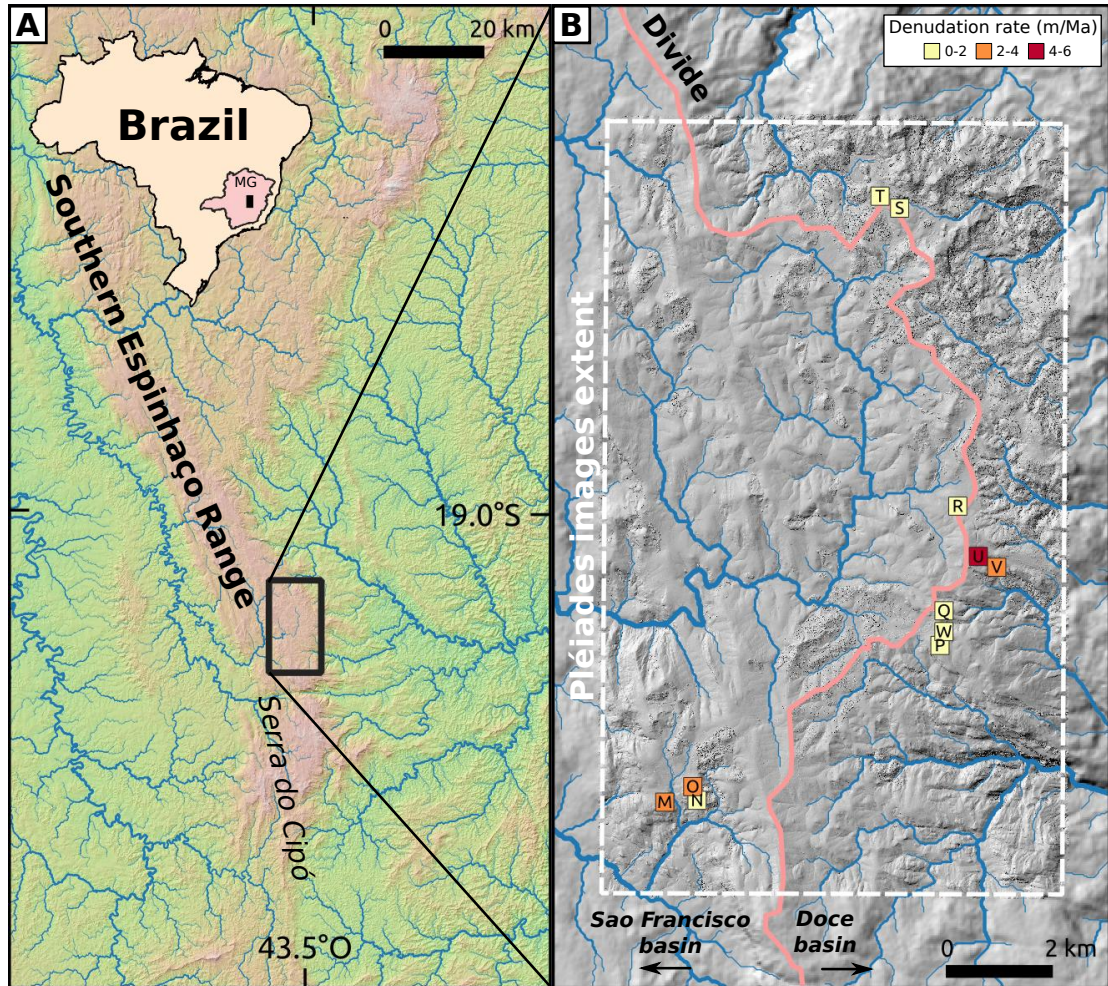 A
0 20 km
Brazil
MG
Southern Espinhaço Range
19.0°S
Serra do Cipó
43.5°O
B
Denudation rate (m/Ma)
0-2 2-4 4-6
Divide
Pléiades images extent
T
S
R
U
V
Q
W
P
O
M
N
Sao Francisco
basin
Doce
basin
0 2 km